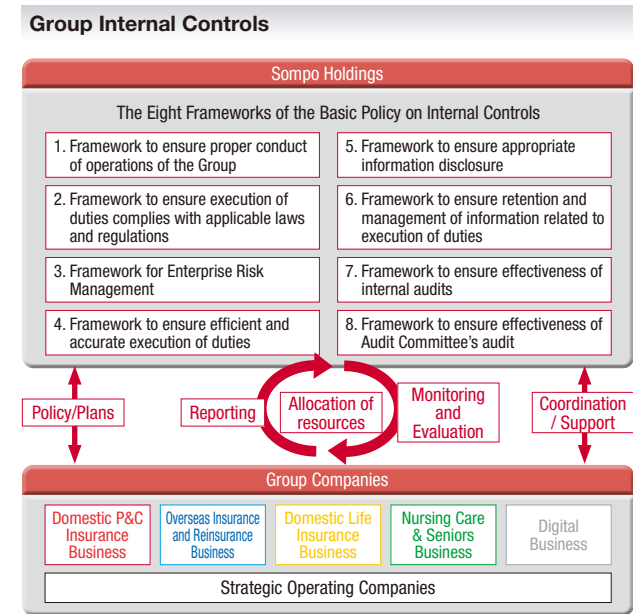 Group Internal Controls
Sompo Holdings
The Eight Frameworks of the Basic Policy on Internal Controls
1. Framework to ensure proper conduct
of operations of the Group
2. Framework to ensure execution of
duties complies with applicable laws
and regulations
3. Framework for Enterprise Risk
Management
4. Framework to ensure efficient and
accurate execution of duties
5. Framework to ensure appropriate
information disclosure
6. Framework to ensure retention and
management of information related to
execution of duties
7. Framework to ensure effectiveness of
internal audits
8. Framework to ensure effectiveness of
Audit Committee's audit
Policy/Plans
Reporting
Allocation of
resources
Monitoring
and
Evaluation
Coordination
/ Support
Group Companies
Domestic P&C
Insurance
Business
Overseas Insurance
and Reinsurance
Business
Domestic Life
Insurance
Business
Nursing Care
& Seniors
Business
Digital
Business
Strategic Operating Companies